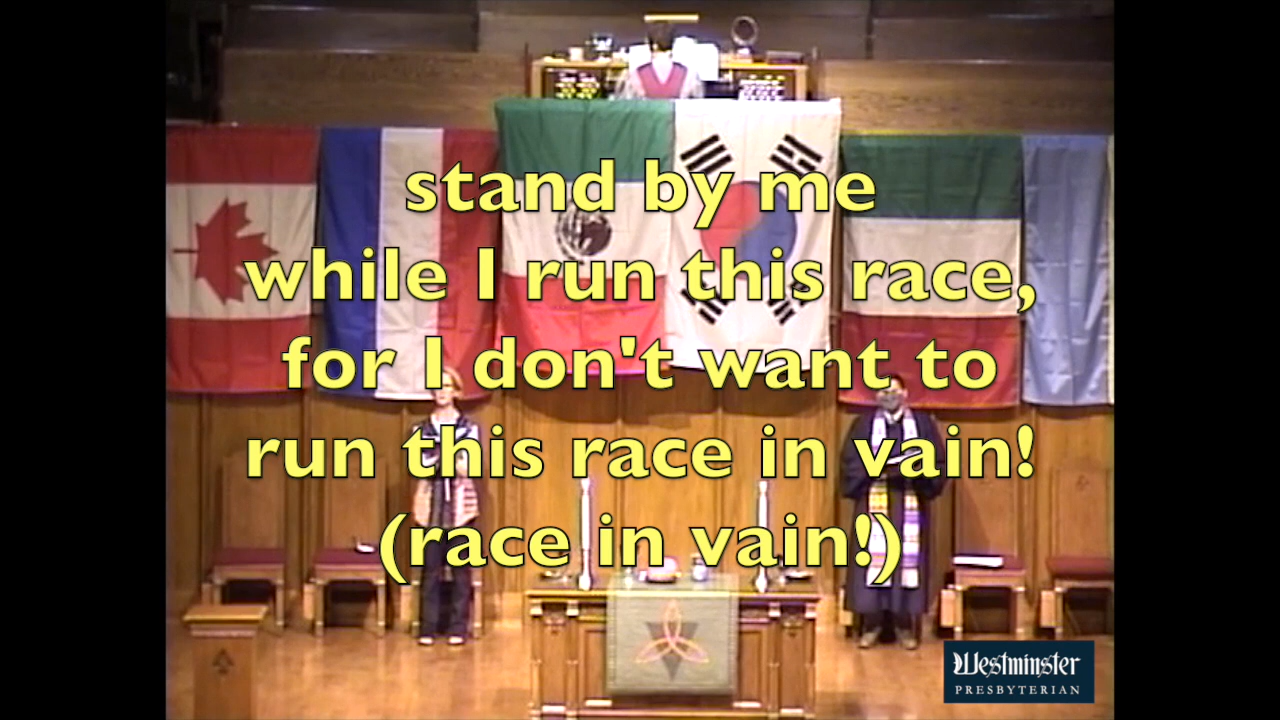 stand by me
while I run this race,
for I don't want to
run this race in vain!
(race in vain!)
Westminster
PRESBYTERIAN